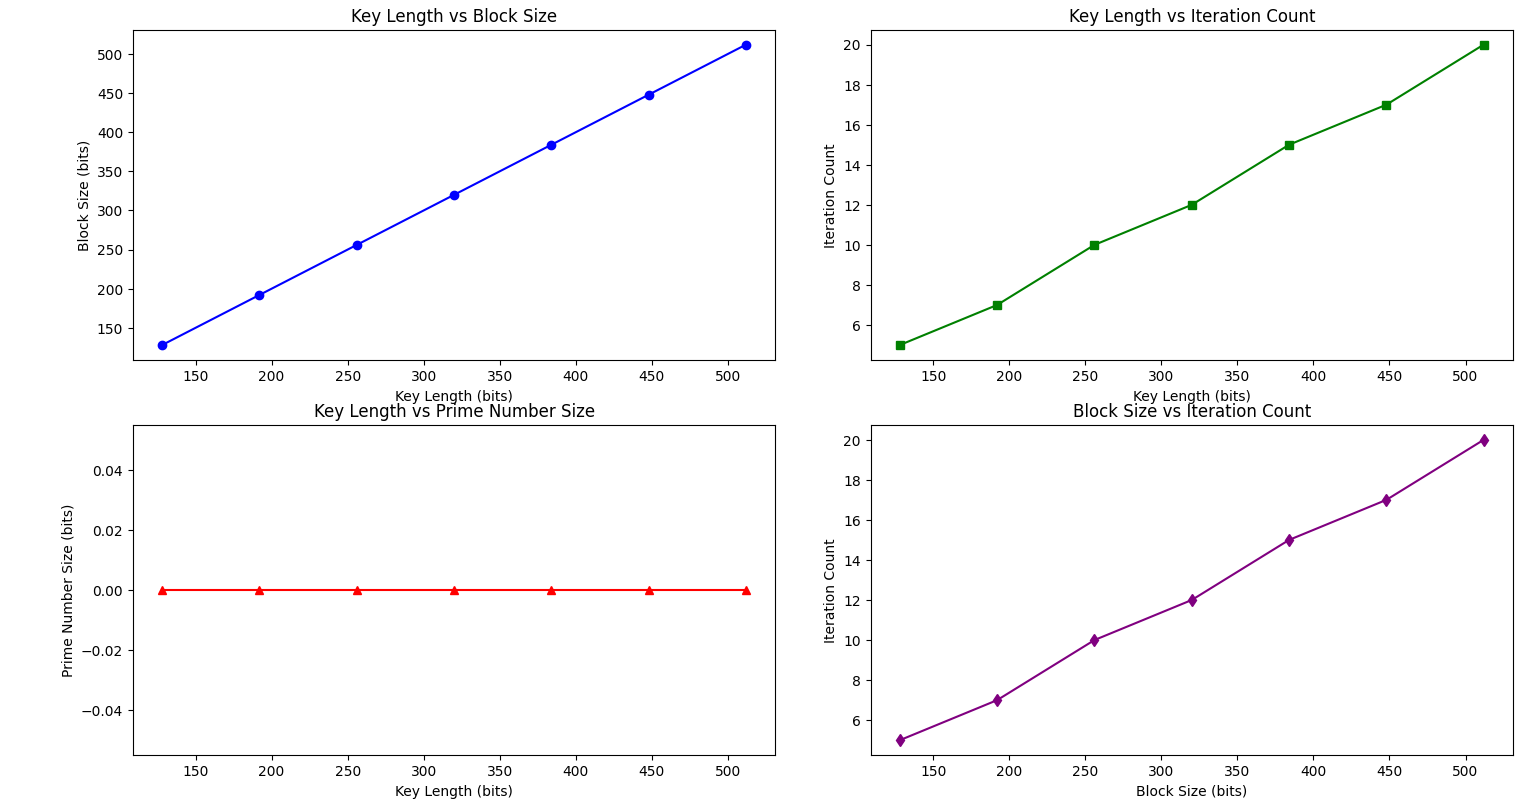 Key Length vs Block Size
500
450
400
350
300
250
200
150
Block Size (bits)
150 200 250 300 350 400 450 500
Key Length (bits)
Key Length vs Iteration Count
20
18
16
14
12
10
8
6
Iteration Count
150 200 250 300 350 400 450 500
Key Length (bits)
Key Length vs Prime Number Size
0.04
0.02
0.00
−0.02
−0.04
Prime Number Size (bits)
150 200 250 300 350 400 450 500
Key Length (bits)
Block Size vs Iteration Count
20
18
16
14
12
10
8
6
Iteration Count
150 200 250 300 350 400 450 500
Block Size (bits)